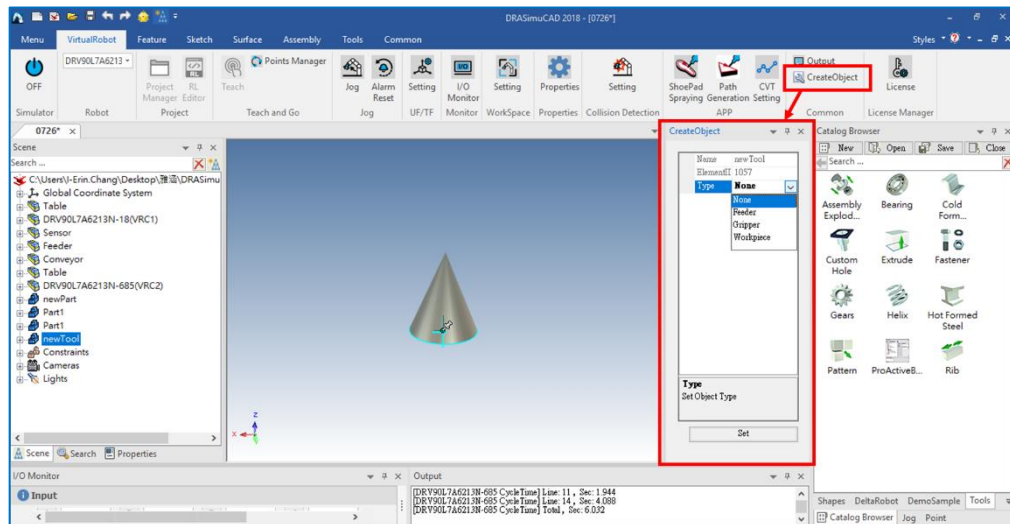 DRASimuCAD 2018 - [0726*]
Menu VirtualRobot Feature Sketch Surface Assembly Tools Common Styles
OFF
Simulator
DRV90L7A6213
Robot
Project Manager
RL Editor
Project
Teach
Points Manager
Teach and Go
Jog
Alarm Reset
Jog
Setting
UF/TF
I/O Monitor
Monitor
Setting
WorkSpace
Properties
Properties
Setting
Collision Detection
ShoePad Spraying
Path Generation
CVT Setting
APP
Output
CreateObject
Common
License
License Manager
0726*
Scene
Search ...
C:\Users\I-Erin.Chang\Desktop\雅涵\DRASimu
Global Coordinate System
Table
DRV90L7A6213N-18(VRC1)
Sensor
Feeder
Conveyor
Table
DRV90L7A6213N-685(VRC2)
newPart
Part1
Part1
newTool
Constraints
Cameras
Lights
Scene Search Properties
z
x
CreateObject
Name newTool
ElementII 1057
Type None
None
Feeder
Gripper
Workpiece
Type
Set Object Type
Set
Catalog Browser
New Open Save Close
Search ...
Assembly Explod...
Bearing
Cold Form...
Custom Hole
Extrude
Fastener
Gears
Helix
Hot Formed Steel
Pattern
ProActiveB...
Rib
Shapes DeltaRobot DemoSample Tools
Catalog Browser Jog Point
I/O Monitor
Input
Output
[DRV90L7A6213N-685 CycleTime] Line: 11 , Sec: 1.944
[DRV90L7A6213N-685 CycleTime] Line: 14 , Sec: 4.088
[DRV90L7A6213N-685 CycleTime] Total , Sec: 6.032